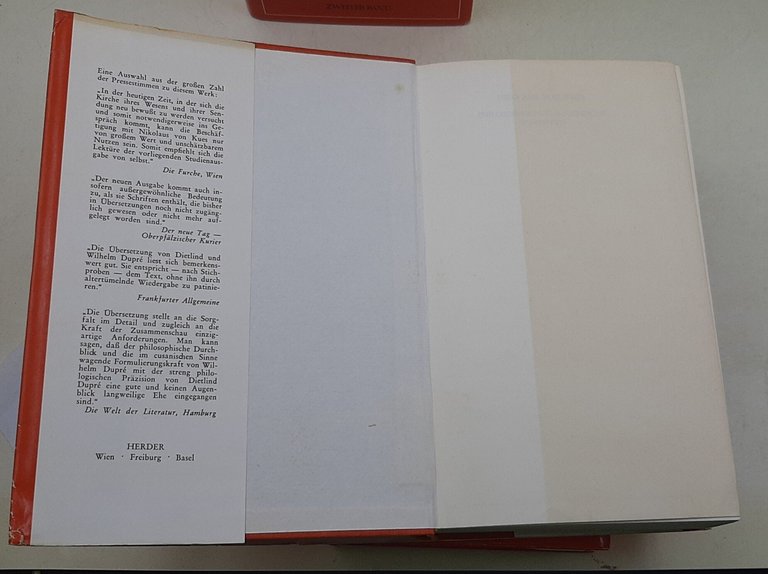 ZWEITER BAND
Eine Auswahl aus der großen Zahl
der Pressestimmen zu diesem Werk:
„In der heutigen Zeit, in der sich die
Kirche ihres Wesens und ihrer Sen-
dung neu bewußt zu werden versucht
und somit notwendigerweise ins Ge-
spräch kommt, kann die Beschäf-
tigung mit Nikolaus von Kues nur
von großem Wert und unschätzbarem
Nutzen sein. Somit empfiehlt sich die
Lektüre der vorliegenden Studienaus-
gabe von selbst.“
Die Furche, Wien
„Der neuen Ausgabe kommt auch in-
sofern außergewöhnliche Bedeutung
zu, als sie Schriften enthält, die bisher
in Übersetzungen noch nicht zugäng-
lich gewesen oder nicht mehr auf-
gelegt worden sind.“
Der neue Tag —
Oberpfälzischer Kurier
„Die Übersetzung von Dietlind und
Wilhelm Dupré liest sich bemerkens-
wert gut. Sie entspricht — nach Stich-
proben — dem Text, ohne ihn durch
altertümelnde Wiedergabe zu patinie-
ren.“
Frankfurter Allgemeine
„Die Übersetzung stellt an die Sorg-
falt im Detail und zugleich an die
Kraft der Zusammenschau einzig-
artige Anforderungen. Man kann
sagen, daß der philosophische Durch-
blick und die im cusanischen Sinne
wagende Formulierungskraft von Wil-
helm Dupré mit der streng philo-
logischen Präzision von Dietlind
Dupré eine gute und keinen Augen-
blick langweilige Ehe eingegangen
sind.“
Die Welt der Literatur, Hamburg
HERDER
Wien · Freiburg · Basel